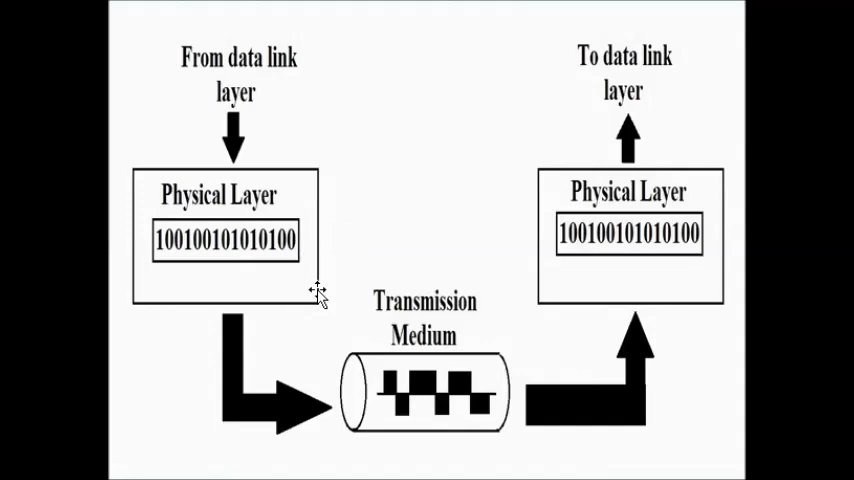 From data link
layer
To data link
layer
Physical Layer
100100101010100
Physical Layer
100100101010100
Transmission
Medium